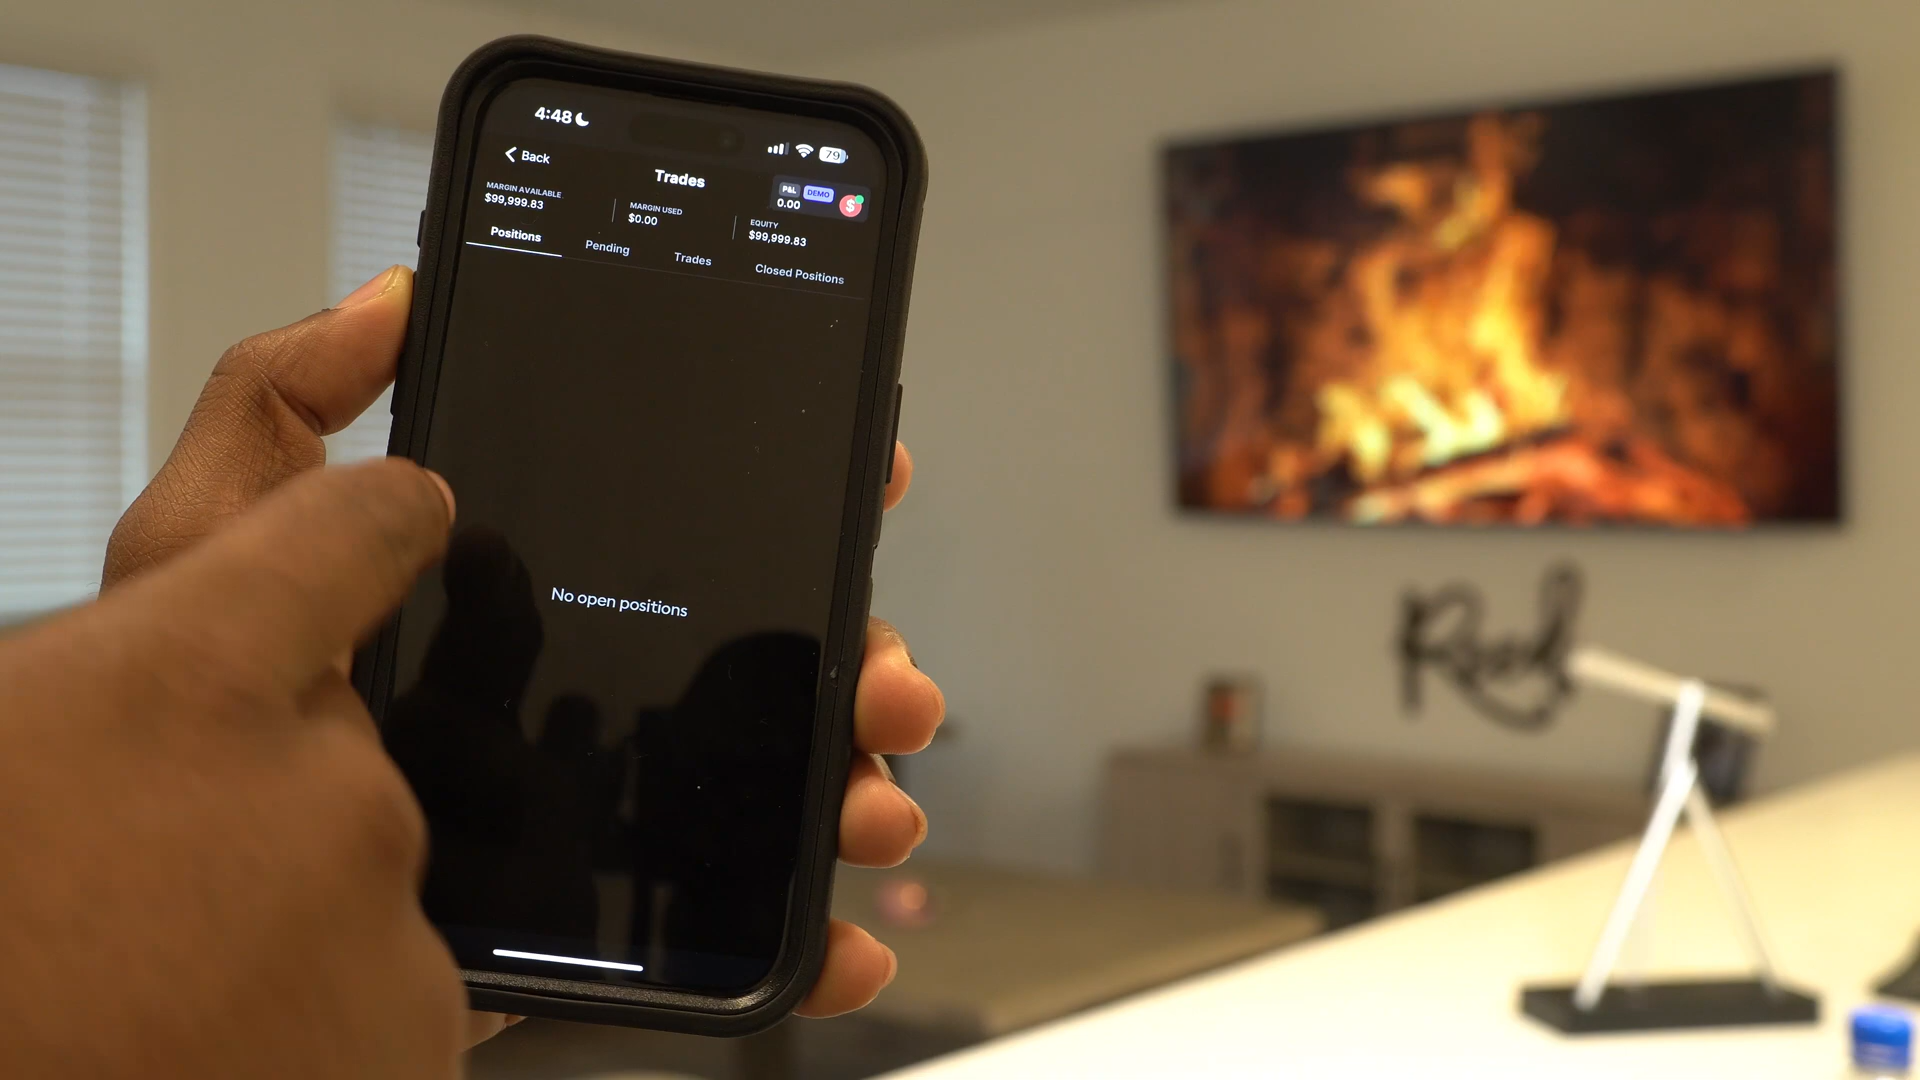 4:48
79
Back
Trades
P&L DEMO
0.00
$
MARGIN AVAILABLE
$99,999.83
MARGIN USED
$0.00
EQUITY
$99,999.83
Positions
Pending
Trades
Closed Positions
No open positions